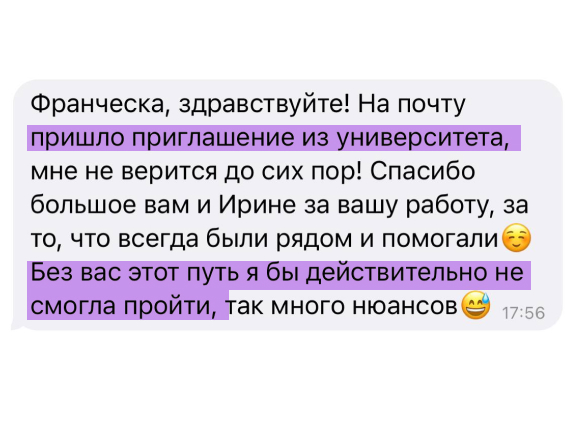 Франческа, здравствуйте! На почту
пришло приглашение из университета,
мне не верится до сих пор! Спасибо
большое вам и Ирине за вашу работу, за
то, что всегда были рядом и помогали☺️
Без вас этот путь я бы действительно не
смогла пройти, так много нюансов😅 17:56